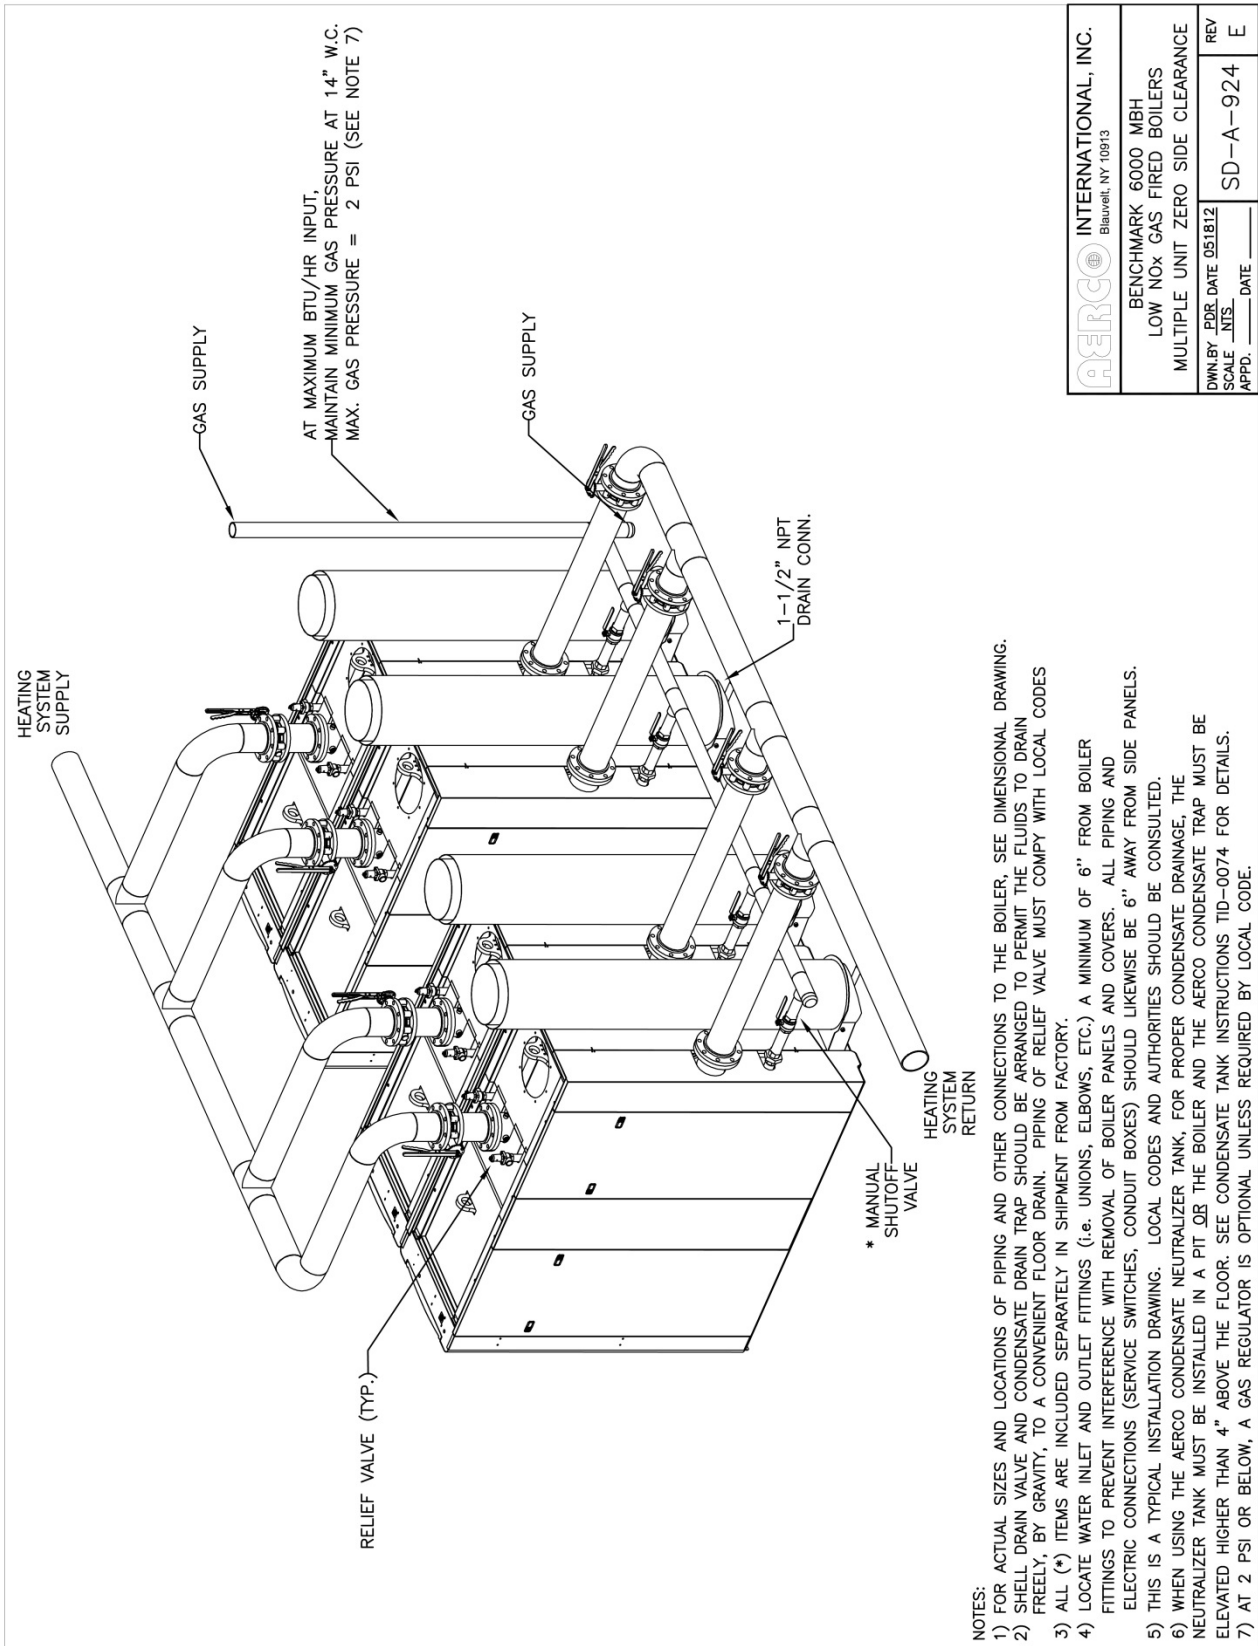 HEATING
SYSTEM
SUPPLY
GAS SUPPLY
AT MAXIMUM BTU/HR INPUT,
MAINTAIN MINIMUM GAS PRESSURE AT 14" W.C.
MAX. GAS PRESSURE = 2 PSI (SEE NOTE 7)
GAS SUPPLY
1-1/2" NPT
DRAIN CONN.
RELIEF VALVE (TYP.)
* MANUAL
SHUTOFF
VALVE
HEATING
SYSTEM
RETURN
NOTES:
1) FOR ACTUAL SIZES AND LOCATIONS OF PIPING AND OTHER CONNECTIONS TO THE BOILER, SEE DIMENSIONAL DRAWING.
2) SHELL DRAIN VALVE AND CONDENSATE DRAIN TRAP SHOULD BE ARRANGED TO PERMIT THE FLUIDS TO DRAIN
FREELY, BY GRAVITY, TO A CONVENIENT FLOOR DRAIN. PIPING OF RELIEF VALVE MUST COMPY WITH LOCAL CODES
3) ALL (*) ITEMS ARE INCLUDED SEPARATELY IN SHIPMENT FROM FACTORY.
4) LOCATE WATER INLET AND OUTLET FITTINGS (i.e. UNIONS, ELBOWS, ETC.) A MINIMUM OF 6" FROM BOILER
FITTINGS TO PREVENT INTERFERENCE WITH REMOVAL OF BOILER PANELS AND COVERS. ALL PIPING AND
ELECTRIC CONNECTIONS (SERVICE SWITCHES, CONDUIT BOXES) SHOULD LIKEWISE BE 6" AWAY FROM SIDE PANELS.
5) THIS IS A TYPICAL INSTALLATION DRAWING. LOCAL CODES AND AUTHORITIES SHOULD BE CONSULTED.
6) WHEN USING THE AERCO CONDENSATE NEUTRALIZER TANK, FOR PROPER CONDENSATE DRAINAGE, THE
NEUTRALIZER TANK MUST BE INSTALLED IN A PIT OR THE BOILER AND THE AERCO CONDENSATE TRAP MUST BE
ELEVATED HIGHER THAN 4" ABOVE THE FLOOR. SEE CONDENSATE TANK INSTRUCTIONS TID-0074 FOR DETAILS.
7) AT 2 PSI OR BELOW, A GAS REGULATOR IS OPTIONAL UNLESS REQUIRED BY LOCAL CODE.
AERCO INTERNATIONAL, INC.
Blauvelt, NY 10913
BENCHMARK 6000 MBH
LOW NOx GAS FIRED BOILERS
MULTIPLE UNIT ZERO SIDE CLEARANCE
DWN.BY PDR DATE 051812
SCALE NTS
APPD. DATE
SD-A-924
REV
E